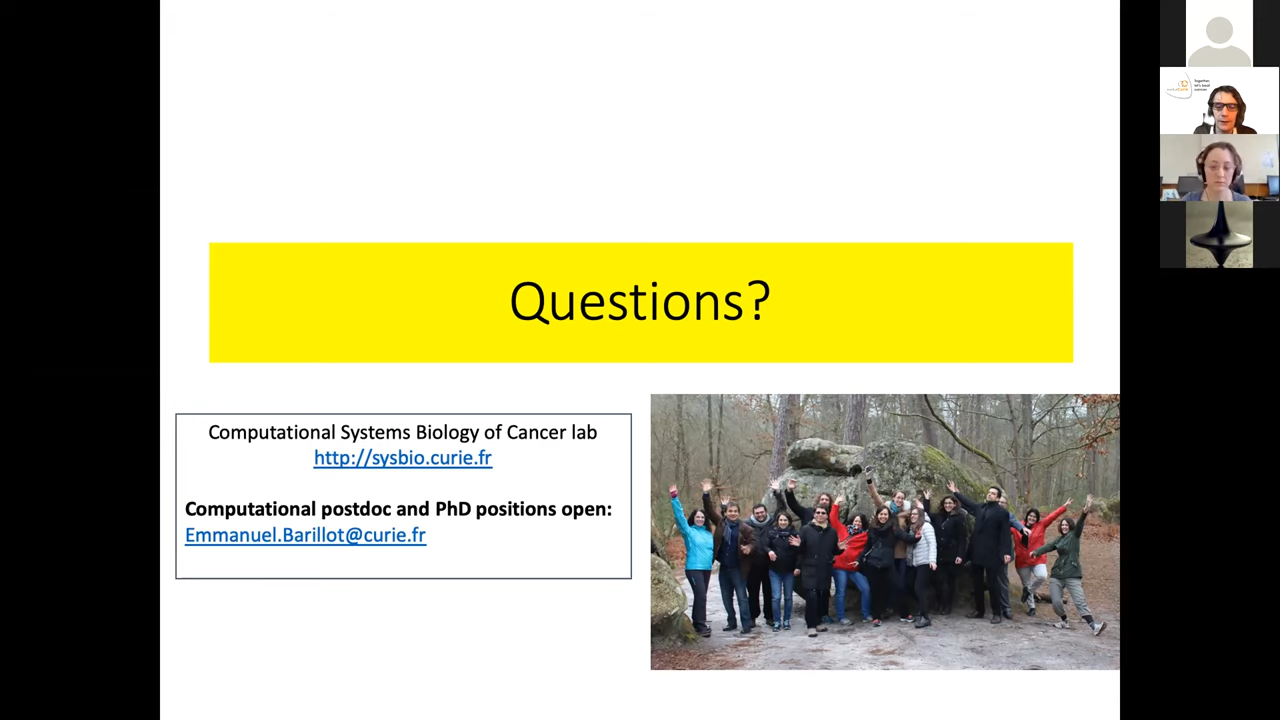 Questions?
Computational Systems Biology of Cancer lab
http://sysbio.curie.fr
Computational postdoc and PhD positions open:
Emmanuel.Barillot@curie.fr